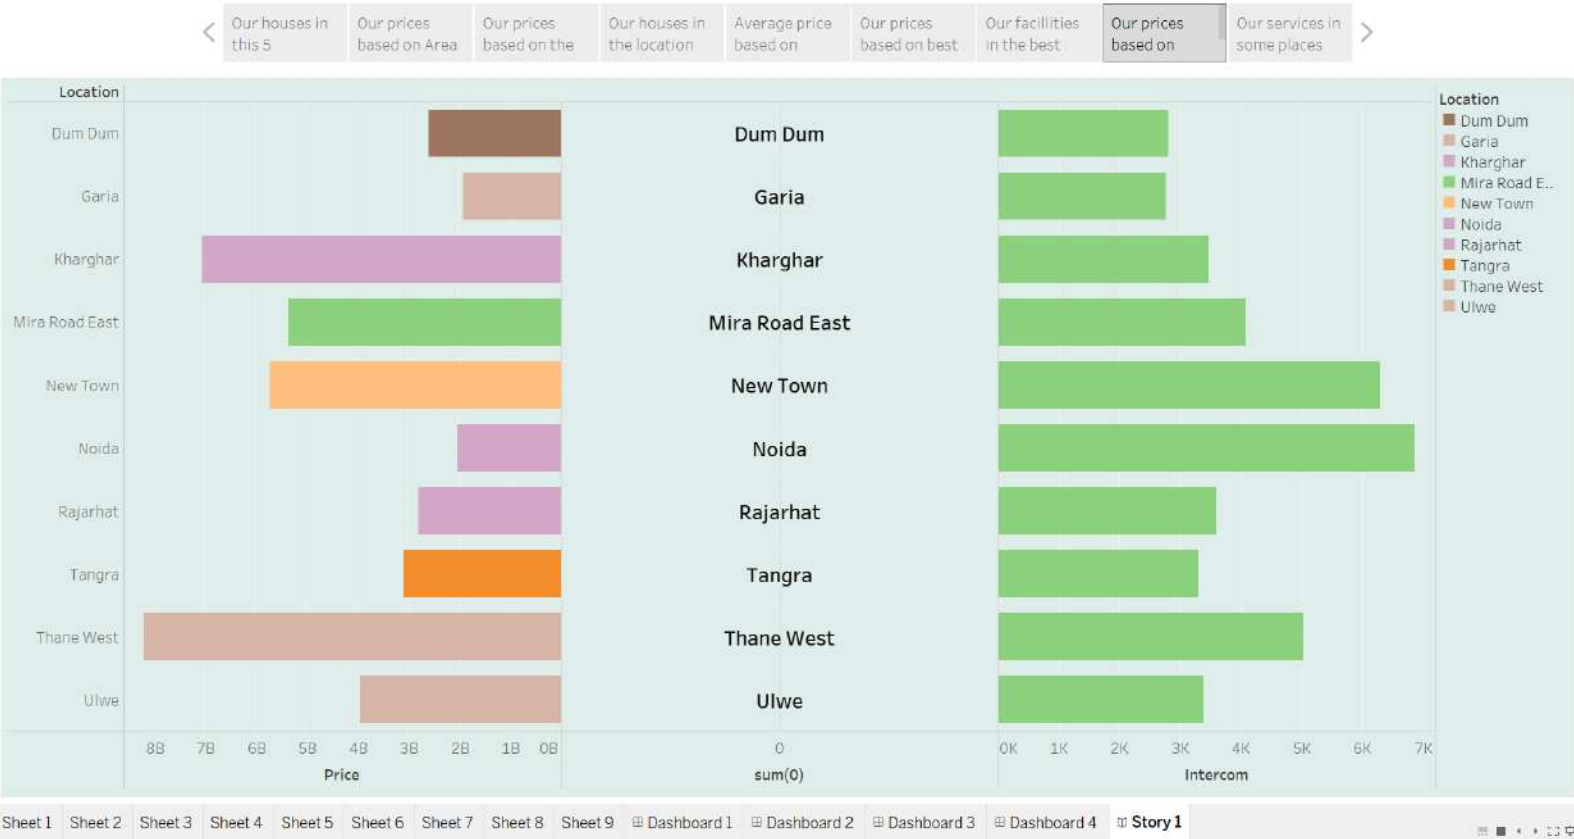 Our houses in this 5
Our prices based on Area
Our prices based on the
Our houses in the location
Average price based on
Our prices based on best
Our facillities in the best
Our prices based on
Our services in some places
Location
Dum Dum
Garia
Kharghar
Mira Road East
New Town
Noida
Rajarhat
Tangra
Thane West
Ulwe
Dum Dum
Garia
Kharghar
Mira Road East
New Town
Noida
Rajarhat
Tangra
Thane West
Ulwe
8B 7B 6B 5B 4B 3B 2B 1B 0B
Price
0
sum(0)
0K 1K 2K 3K 4K 5K 6K 7K
Intercom
Location
Dum Dum
Garia
Kharghar
Mira Road E..
New Town
Noida
Rajarhat
Tangra
Thane West
Ulwe
Sheet 1 Sheet 2 Sheet 3 Sheet 4 Sheet 5 Sheet 6 Sheet 7 Sheet 8 Sheet 9 Dashboard 1 Dashboard 2 Dashboard 3 Dashboard 4 Story 1